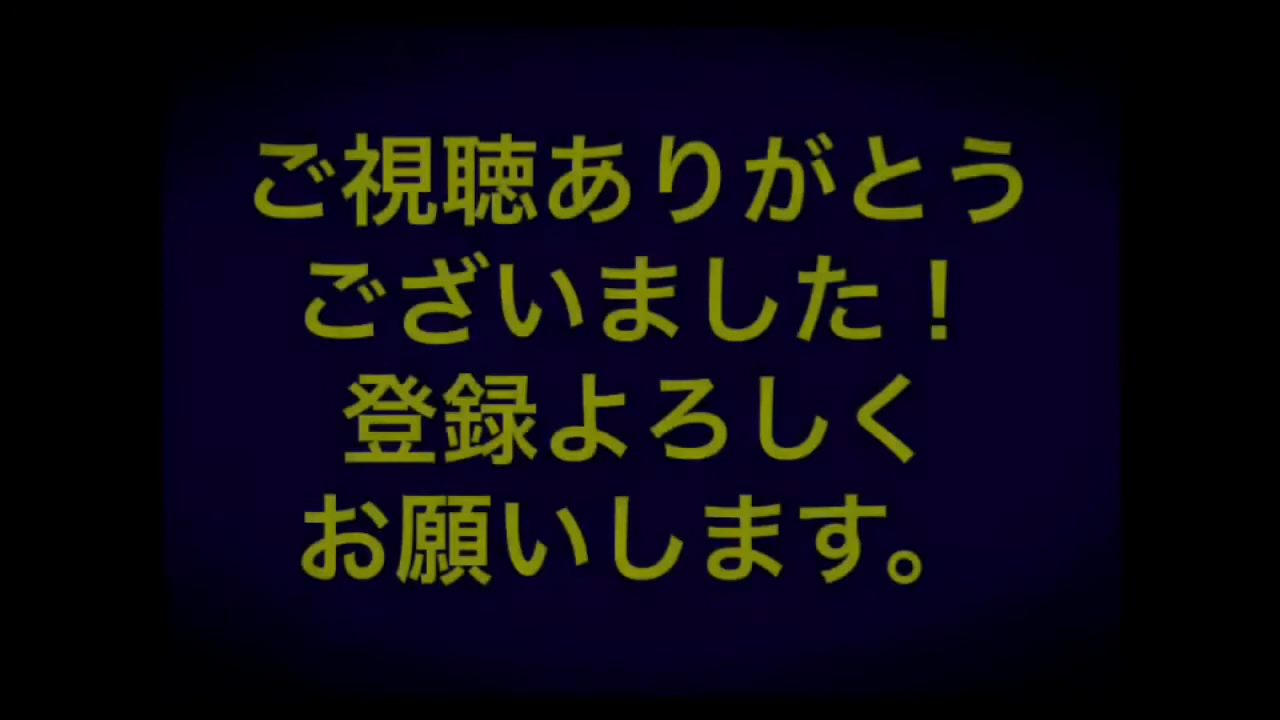 ご視聴ありがとう
ございました！
登録よろしく
お願いします。